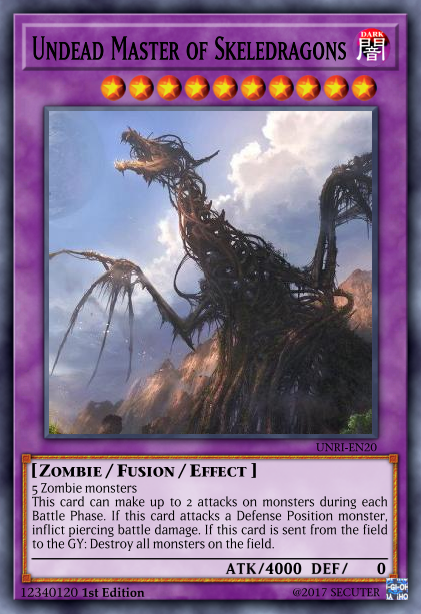 Undead Master of Skeledragons
DARK
闇
UNRI-EN20
[ Zombie / Fusion / Effect ]
5 Zombie monsters
This card can make up to 2 attacks on monsters during each
Battle Phase. If this card attacks a Defense Position monster,
inflict piercing battle damage. If this card is sent from the field
to the GY: Destroy all monsters on the field.
ATK/4000 DEF/ 0
12340120 1st Edition
©2017 SECUTER